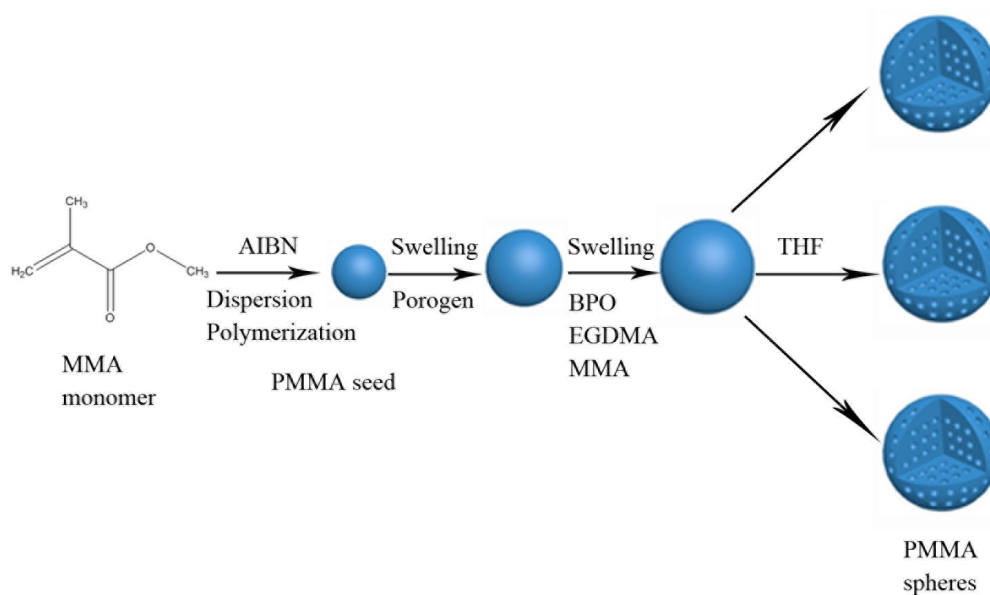 CH₃
H₂C
O
CH₃
O
MMA
monomer
AIBN
Dispersion
Polymerization
PMMA seed
Swelling
Porogen
Swelling
BPO
EGDMA
MMA
THF
PMMA
spheres